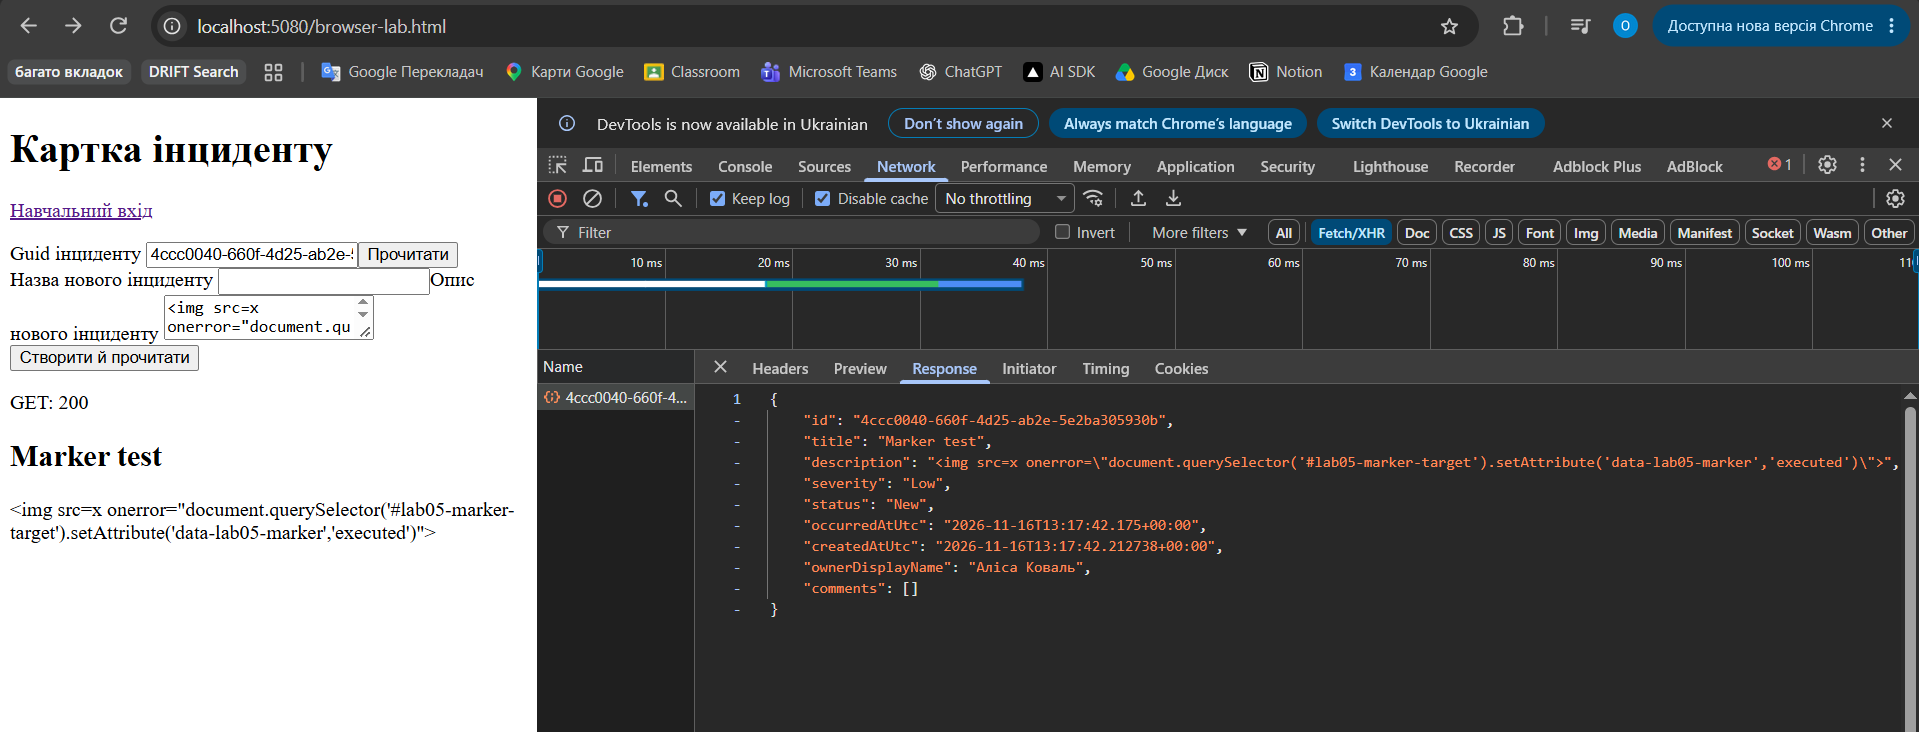 localhost:5080/browser-lab.html
O
Доступна нова версія Chrome
багато вкладок
DRIFT Search
Google Перекладач
Карти Google
Classroom
Microsoft Teams
ChatGPT
AI SDK
Google Диск
Notion
3
Календар Google
Картка інциденту
Навчальний вхід
Guid інциденту 4ccc0040-660f-4d25-ab2e-5 Прочитати
Назва нового інциденту Опис
нового інциденту <img src=x
onerror="document.qu
Створити й прочитати
GET: 200
Marker test
<img src=x onerror="document.querySelector('#lab05-marker-
target').setAttribute('data-lab05-marker','executed')">
DevTools is now available in Ukrainian Don't show again Always match Chrome's language Switch DevTools to Ukrainian
Elements Console Sources Network Performance Memory Application Security Lighthouse Recorder Adblock Plus AdBlock 1
Keep log Disable cache No throttling
Filter Invert More filters All Fetch/XHR Doc CSS JS Font Img Media Manifest Socket Wasm Other
10 ms 20 ms 30 ms 40 ms 50 ms 60 ms 70 ms 80 ms 90 ms 100 ms 11
Name
4ccc0040-660f-4...
Headers Preview Response Initiator Timing Cookies
1 {
- "id": "4ccc0040-660f-4d25-ab2e-5e2ba305930b",
- "title": "Marker test",
- "description": "<img src=x onerror=\"document.querySelector('#lab05-marker-target').setAttribute('data-lab05-marker','executed')\">",
- "severity": "Low",
- "status": "New",
- "occurredAtUtc": "2026-11-16T13:17:42.175+00:00",
- "createdAtUtc": "2026-11-16T13:17:42.212738+00:00",
- "ownerDisplayName": "Аліса Коваль",
- "comments": []
- }